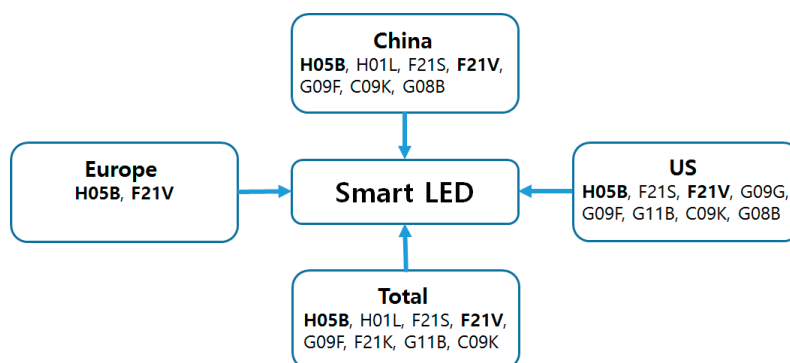 China
H05B, H01L, F21S, F21V,
G09F, C09K, G08B
Europe
H05B, F21V
Smart LED
US
H05B, F21S, F21V, G09G,
G09F, G11B, C09K, G08B
Total
H05B, H01L, F21S, F21V,
G09F, F21K, G11B, C09K